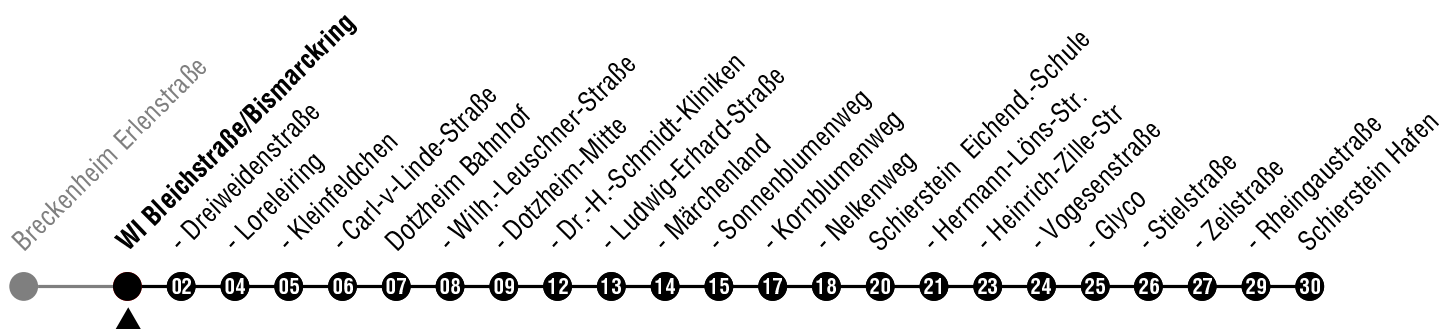 Breckenheim Erlenstraße
WI Bleichstraße/Bismarckring
- Dreiweidenstraße
- Loreleiring
- Kleinfeldchen
- Carl-v-Linde-Straße
Dotzheim Bahnhof
- Wilh.-Leuschner-Straße
- Dotzheim-Mitte
- Dr.-H.-Schmidt-Kliniken
- Ludwig-Erhard-Straße
- Märchenland
- Sonnenblumenweg
- Kornblumenweg
- Nelkenweg
Schierstein Eichend.-Schule
- Hermann-Löns-Str.
- Heinrich-Zille-Str
- Vogesenstraße
- Glyco
- Stielstraße
- Zeilstraße
- Rheingaustraße
Schierstein Hafen
02 04 05 06 07 08 09 12 13 14 15 17 18 20 21 23 24 25 26 27 29 30